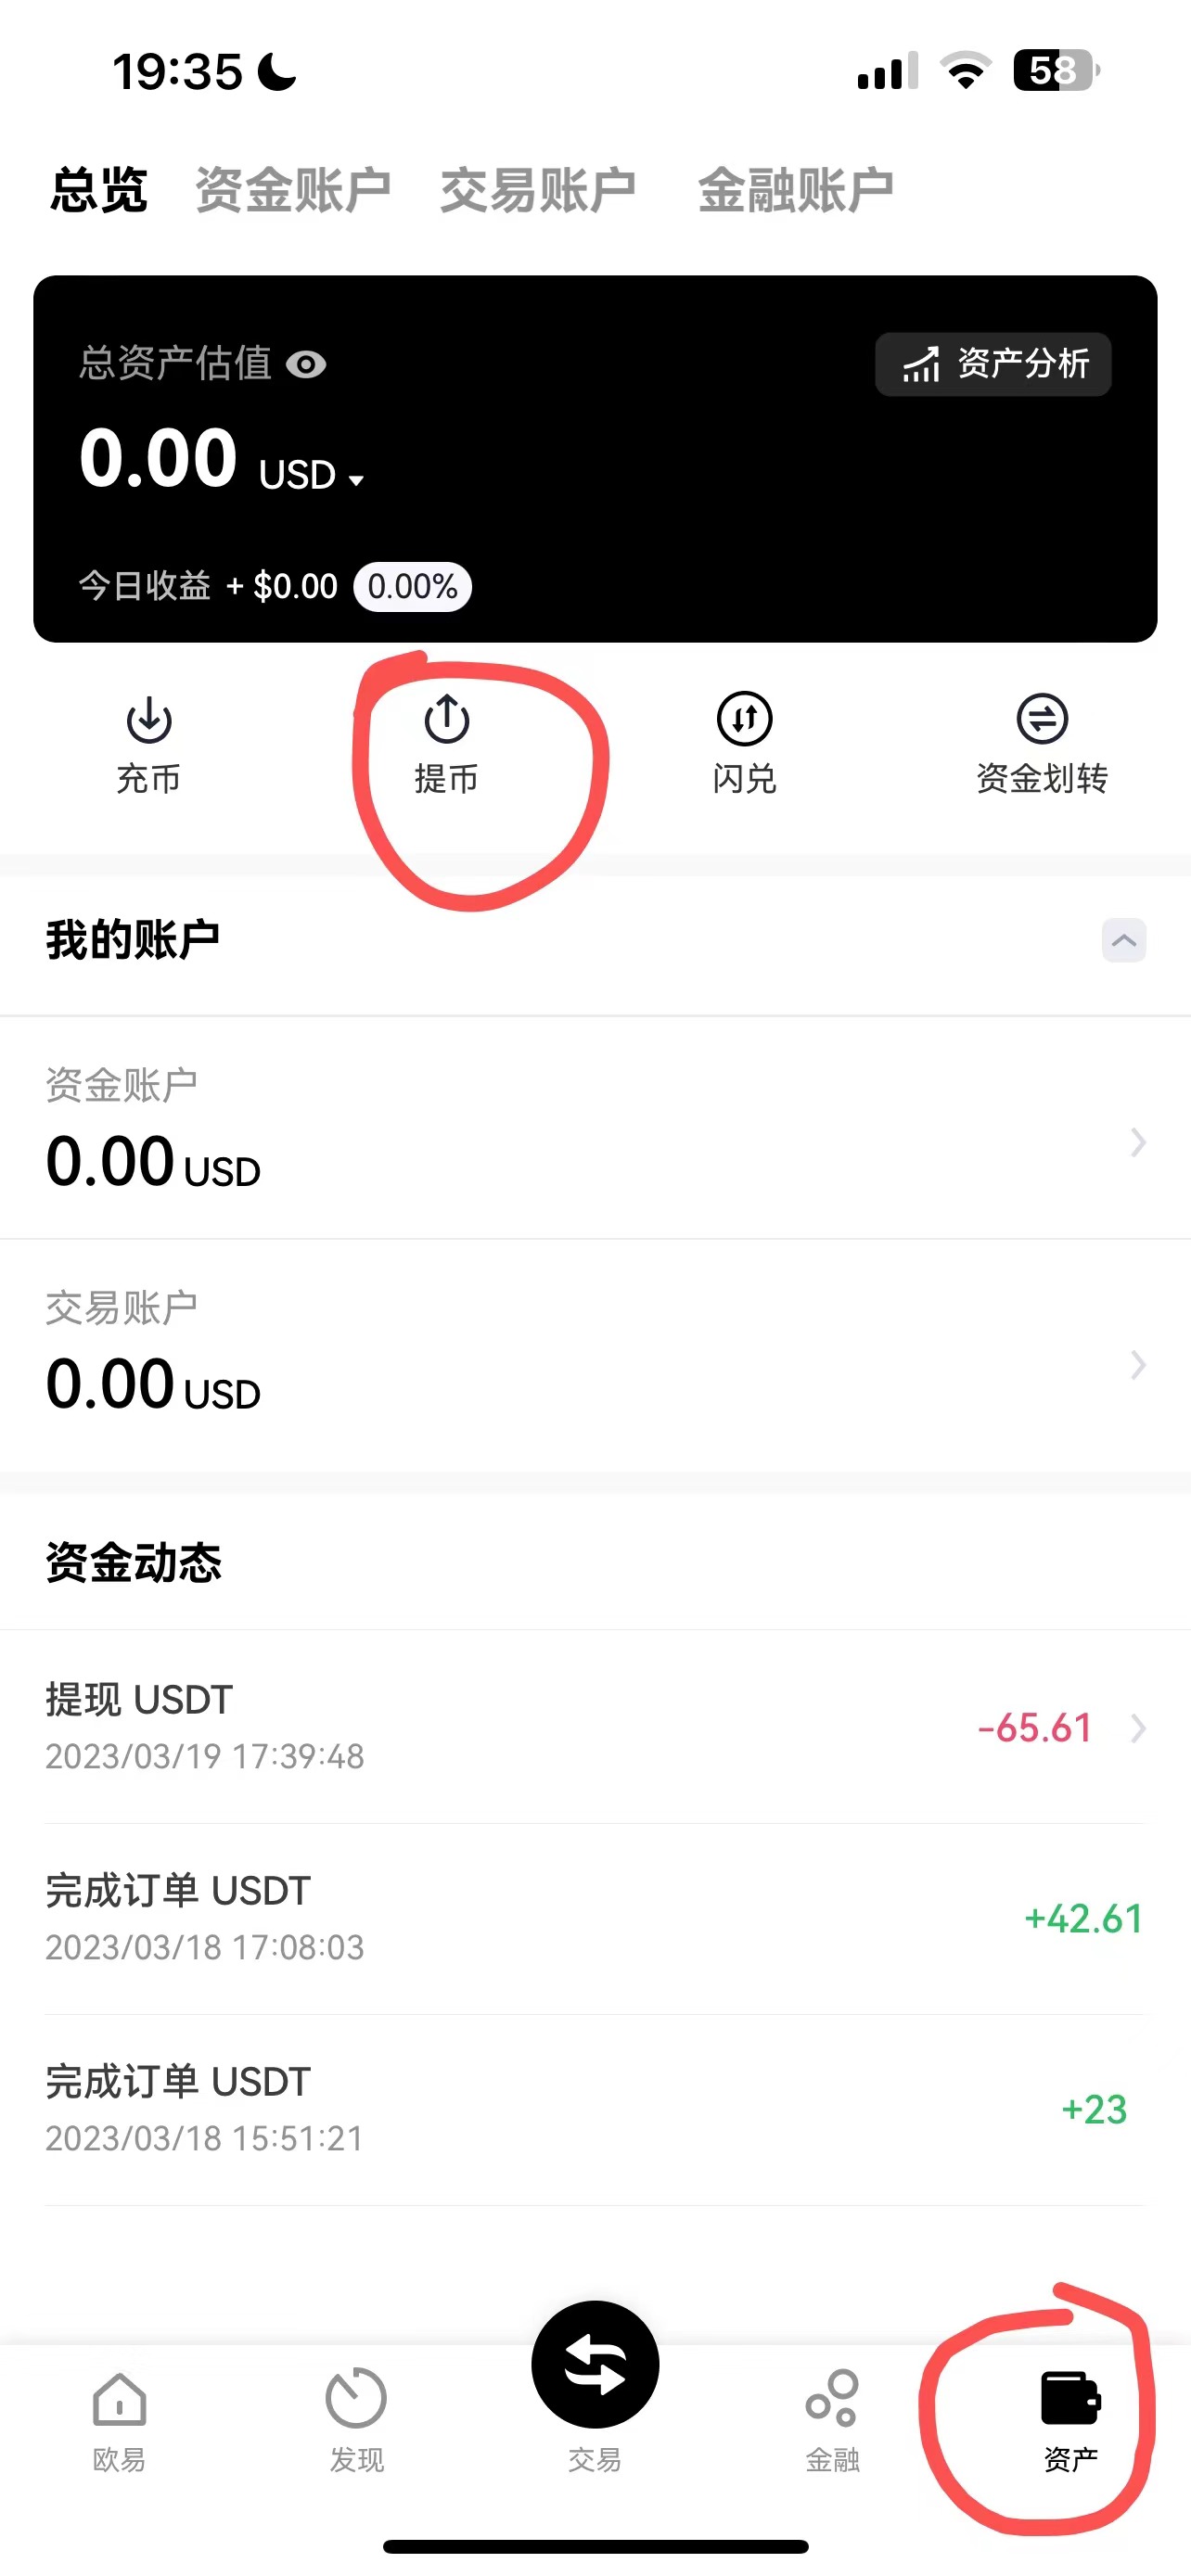 19:35
58
总览 资金账户 交易账户 金融账户
总资产估值
资产分析
0.00 USD
今日收益 + $0.00 0.00%
充币 提币 闪兑 资金划转
我的账户
资金账户
0.00 USD
交易账户
0.00 USD
资金动态
提现 USDT
-65.61
2023/03/19 17:39:48
完成订单 USDT
+42.61
2023/03/18 17:08:03
完成订单 USDT
+23
2023/03/18 15:51:21
欧易 发现 交易 金融 资产